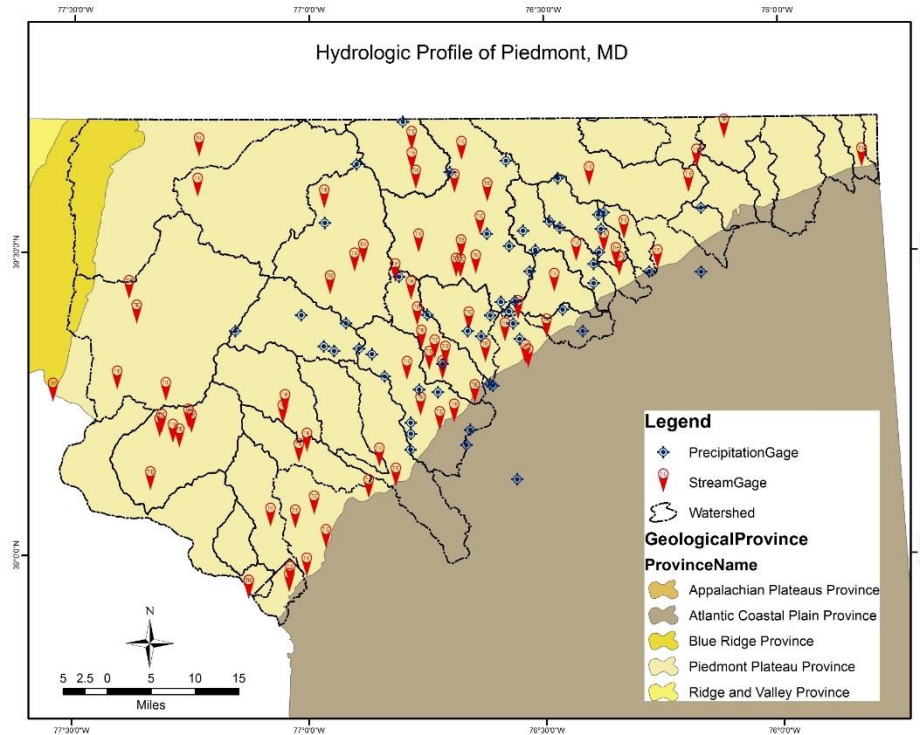 77°30'0"W 77°0'0"W 76°30'0"W 76°0'0"W
Hydrologic Profile of Piedmont, MD
39°30'0"N
39°0'0"N
Legend
PrecipitationGage
StreamGage
Watershed
GeologicalProvince
ProvinceName
Appalachian Plateaus Province
Atlantic Coastal Plain Province
Blue Ridge Province
Piedmont Plateau Province
Ridge and Valley Province
N
5 2.5 0 5 10 15
Miles
77°30'0"W 77°0'0"W 76°30'0"W 76°0'0"W